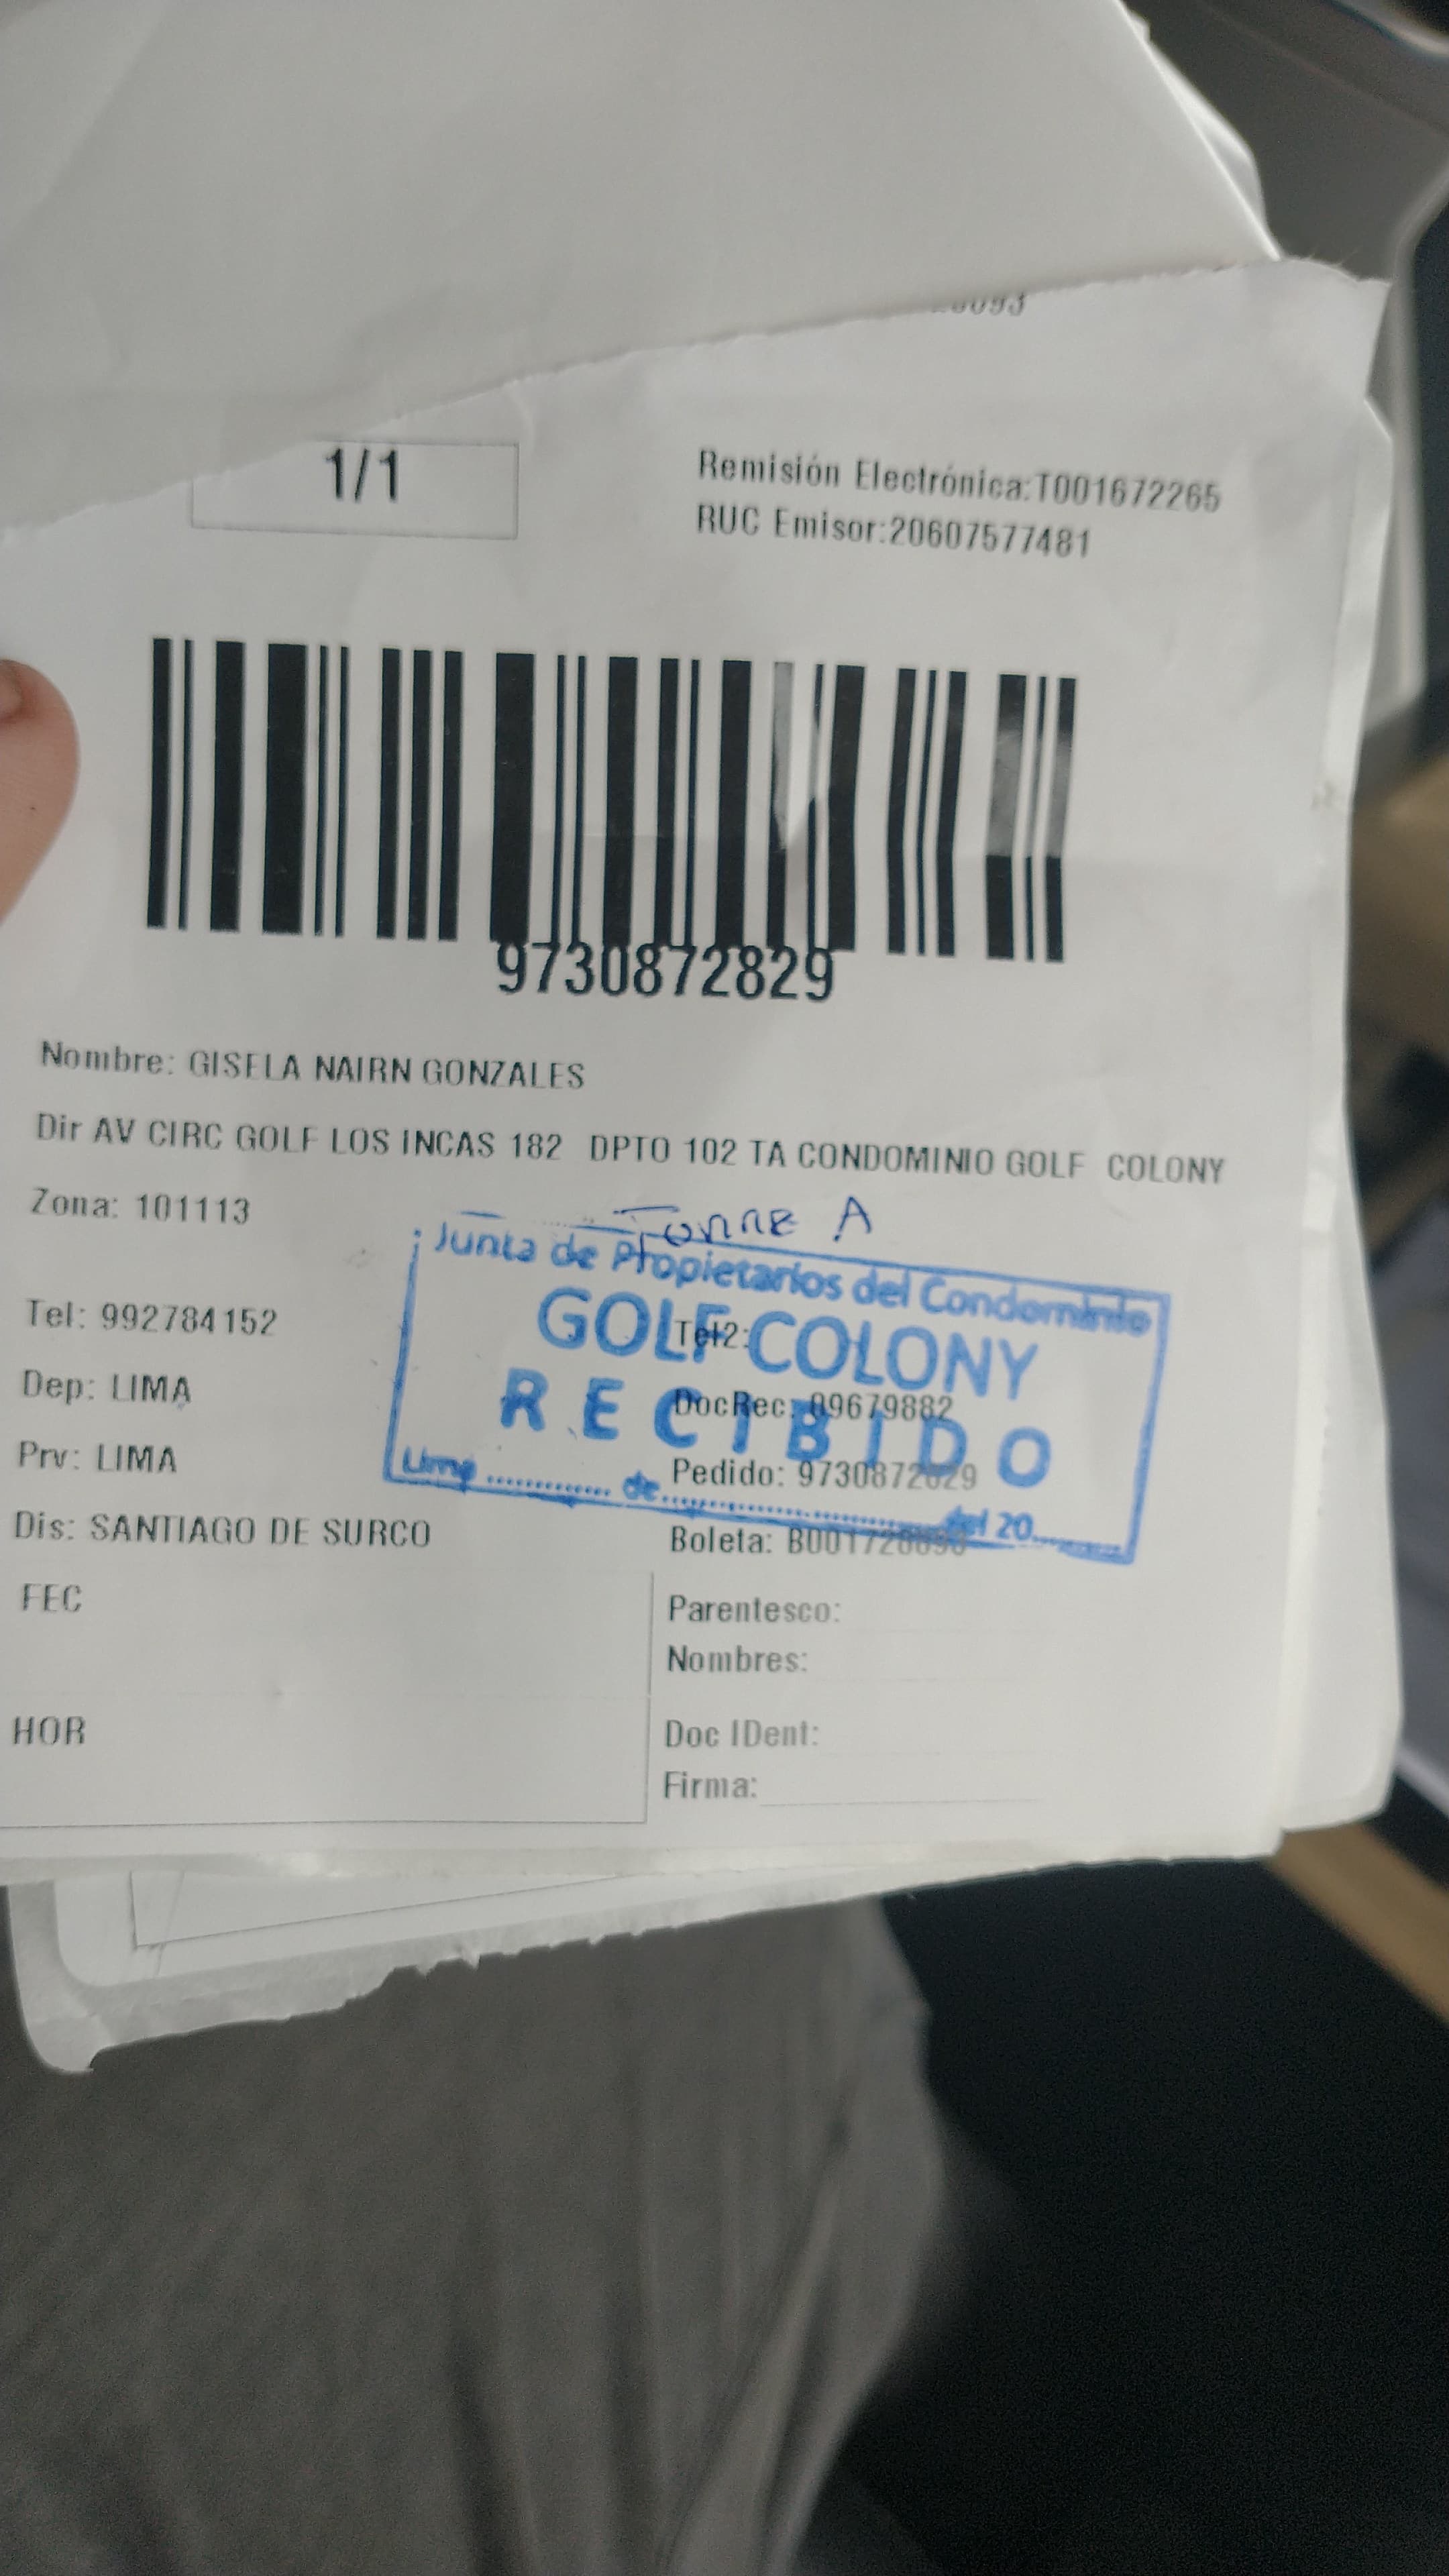 1/1
Remisión Electrónica:T001672265
RUC Emisor:20607577481
9730872829
Nombre: GISELA NAIRN GONZALES
Dir AV CIRC GOLF LOS INCAS 182 DPTO 102 TA CONDOMINIO GOLF COLONY
Zona: 101113
Torre A
Junta de Propietarios del Condominio
GOLF COLONY
RECIBIDO
Lima ............ de ........................ del 20........
Tel: 992784152
Tel2:
Dep: LIMA
DocRec: 09679882
Prv: LIMA
Pedido: 9730872829
Dis: SANTIAGO DE SURCO
Boleta:
FEC
Parentesco:
Nombres:
HOR
Doc IDent:
Firma: